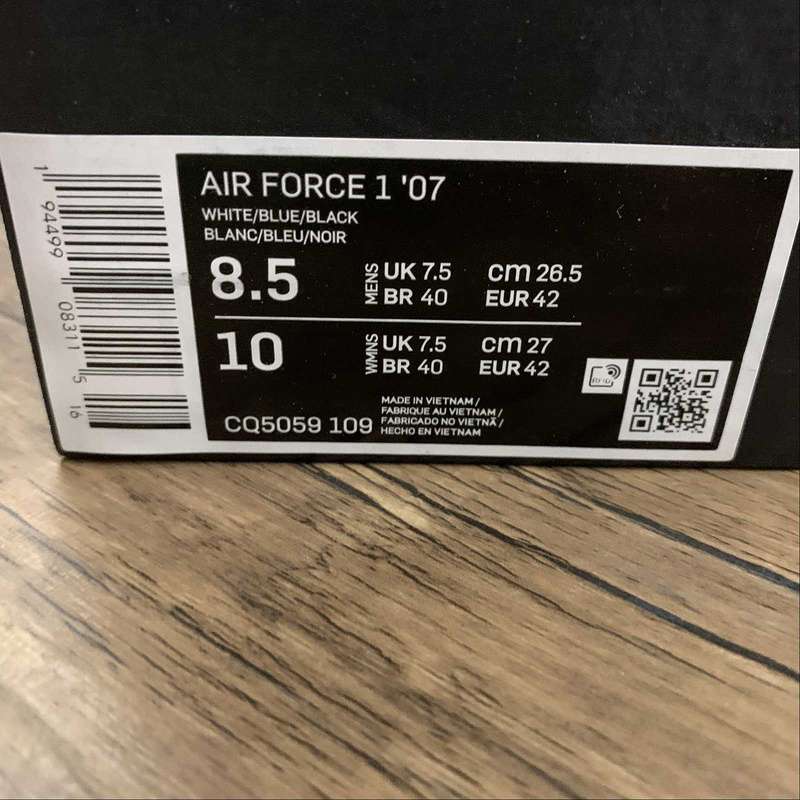 AIR FORCE 1 '07
WHITE/BLUE/BLACK
BLANC/BLEU/NOIR
8.5 MENS UK 7.5 cm 26.5
BR 40 EUR 42
10 WMNS UK 7.5 cm 27
BR 40 EUR 42
CQ5059 109
MADE IN VIETNAM /
FABRIQUE AU VIETNAM /
FABRICADO NO VIETNÃ /
HECHO EN VIETNAM
RFID
1 94499 08311 5 16